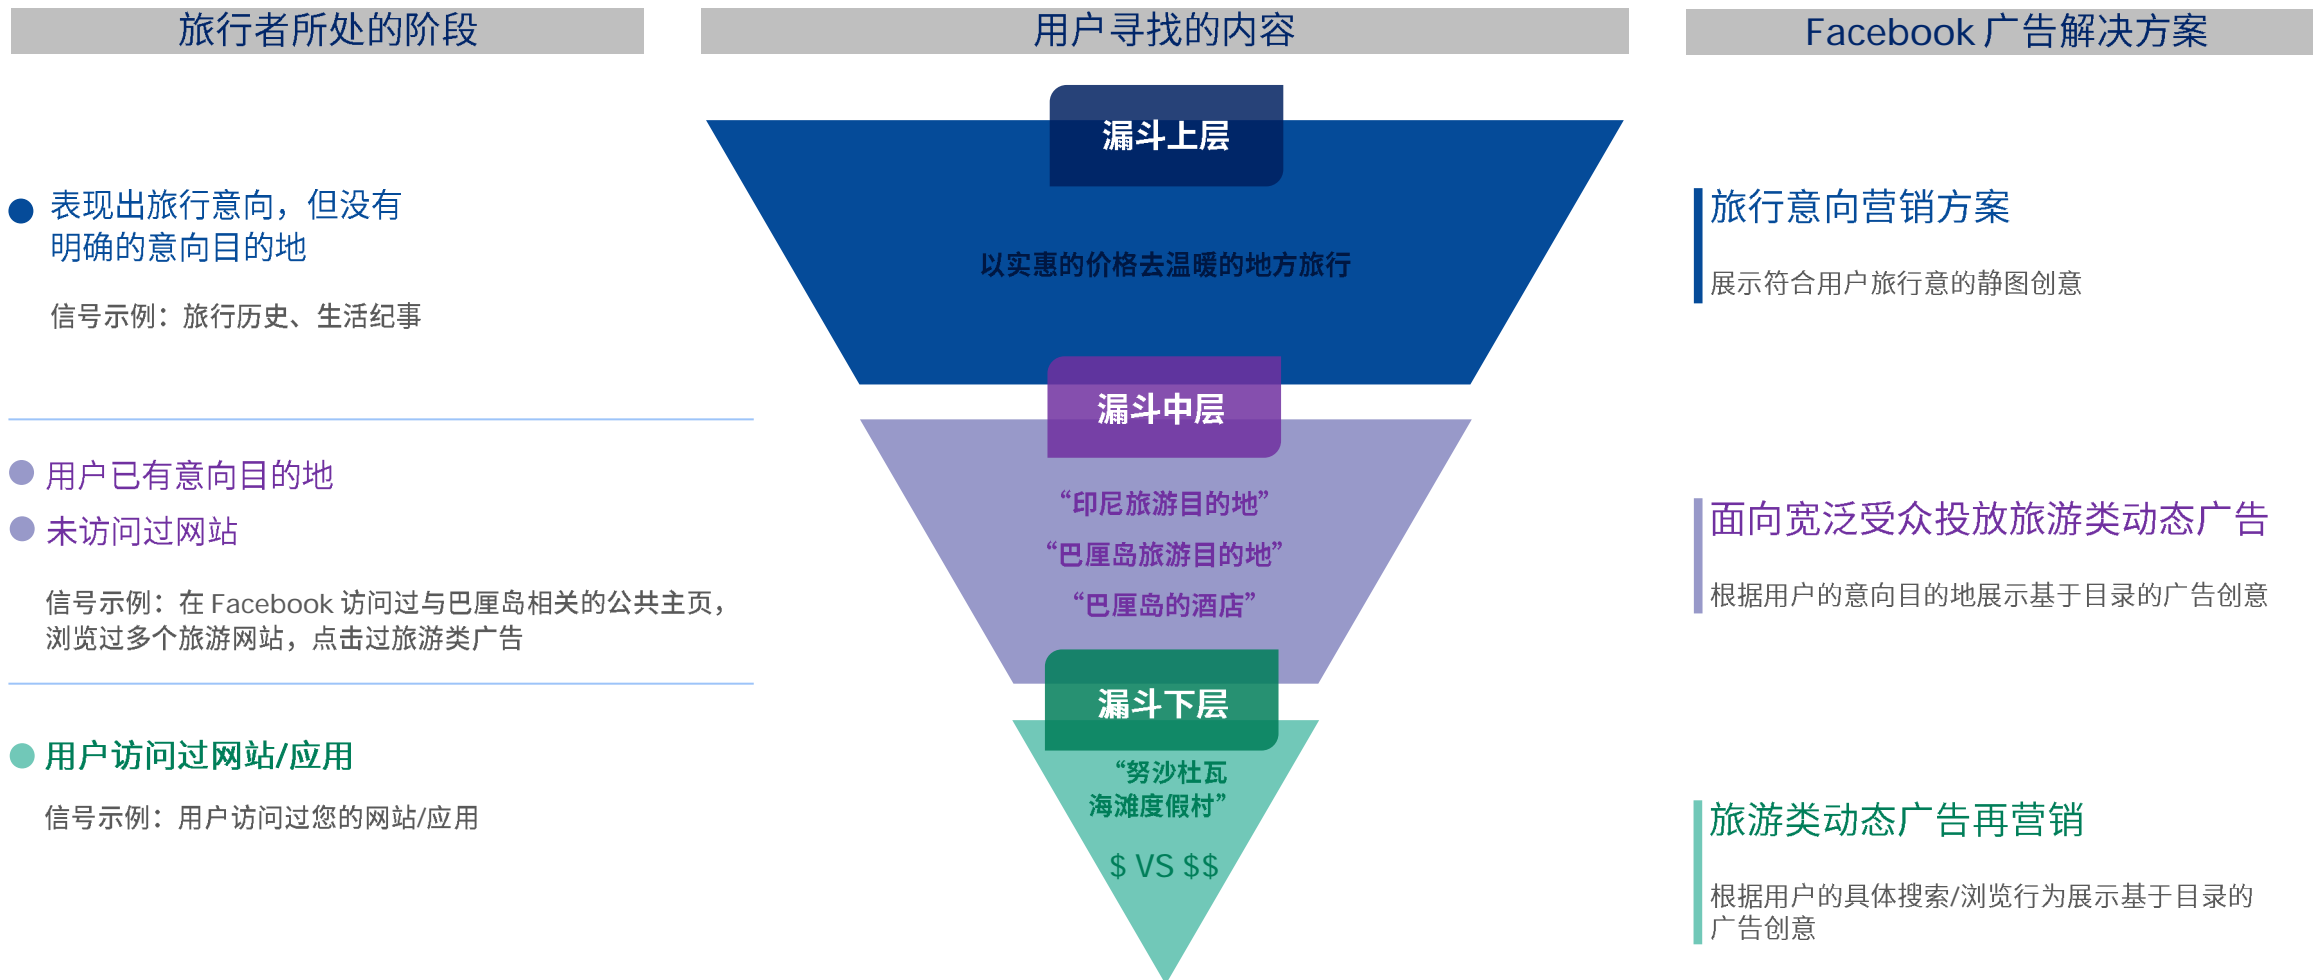 旅行者所处的阶段
用户寻找的内容
Facebook 广告解决方案
漏斗上层
表现出旅行意向，但没有
明确的意向目的地
信号示例：旅行历史、生活纪事
以实惠的价格去温暖的地方旅行
旅行意向营销方案
展示符合用户旅行意的静图创意
漏斗中层
用户已有意向目的地
未访问过网站
信号示例：在 Facebook 访问过与巴厘岛相关的公共主页，
浏览过多个旅游网站，点击过旅游类广告
“印尼旅游目的地”
“巴厘岛旅游目的地”
“巴厘岛的酒店”
面向宽泛受众投放旅游类动态广告
根据用户的意向目的地展示基于目录的广告创意
漏斗下层
用户访问过网站/应用
信号示例：用户访问过您的网站/应用
“努沙杜瓦
海滩度假村”
$ VS $$
旅游类动态广告再营销
根据用户的具体搜索/浏览行为展示基于目录的
广告创意